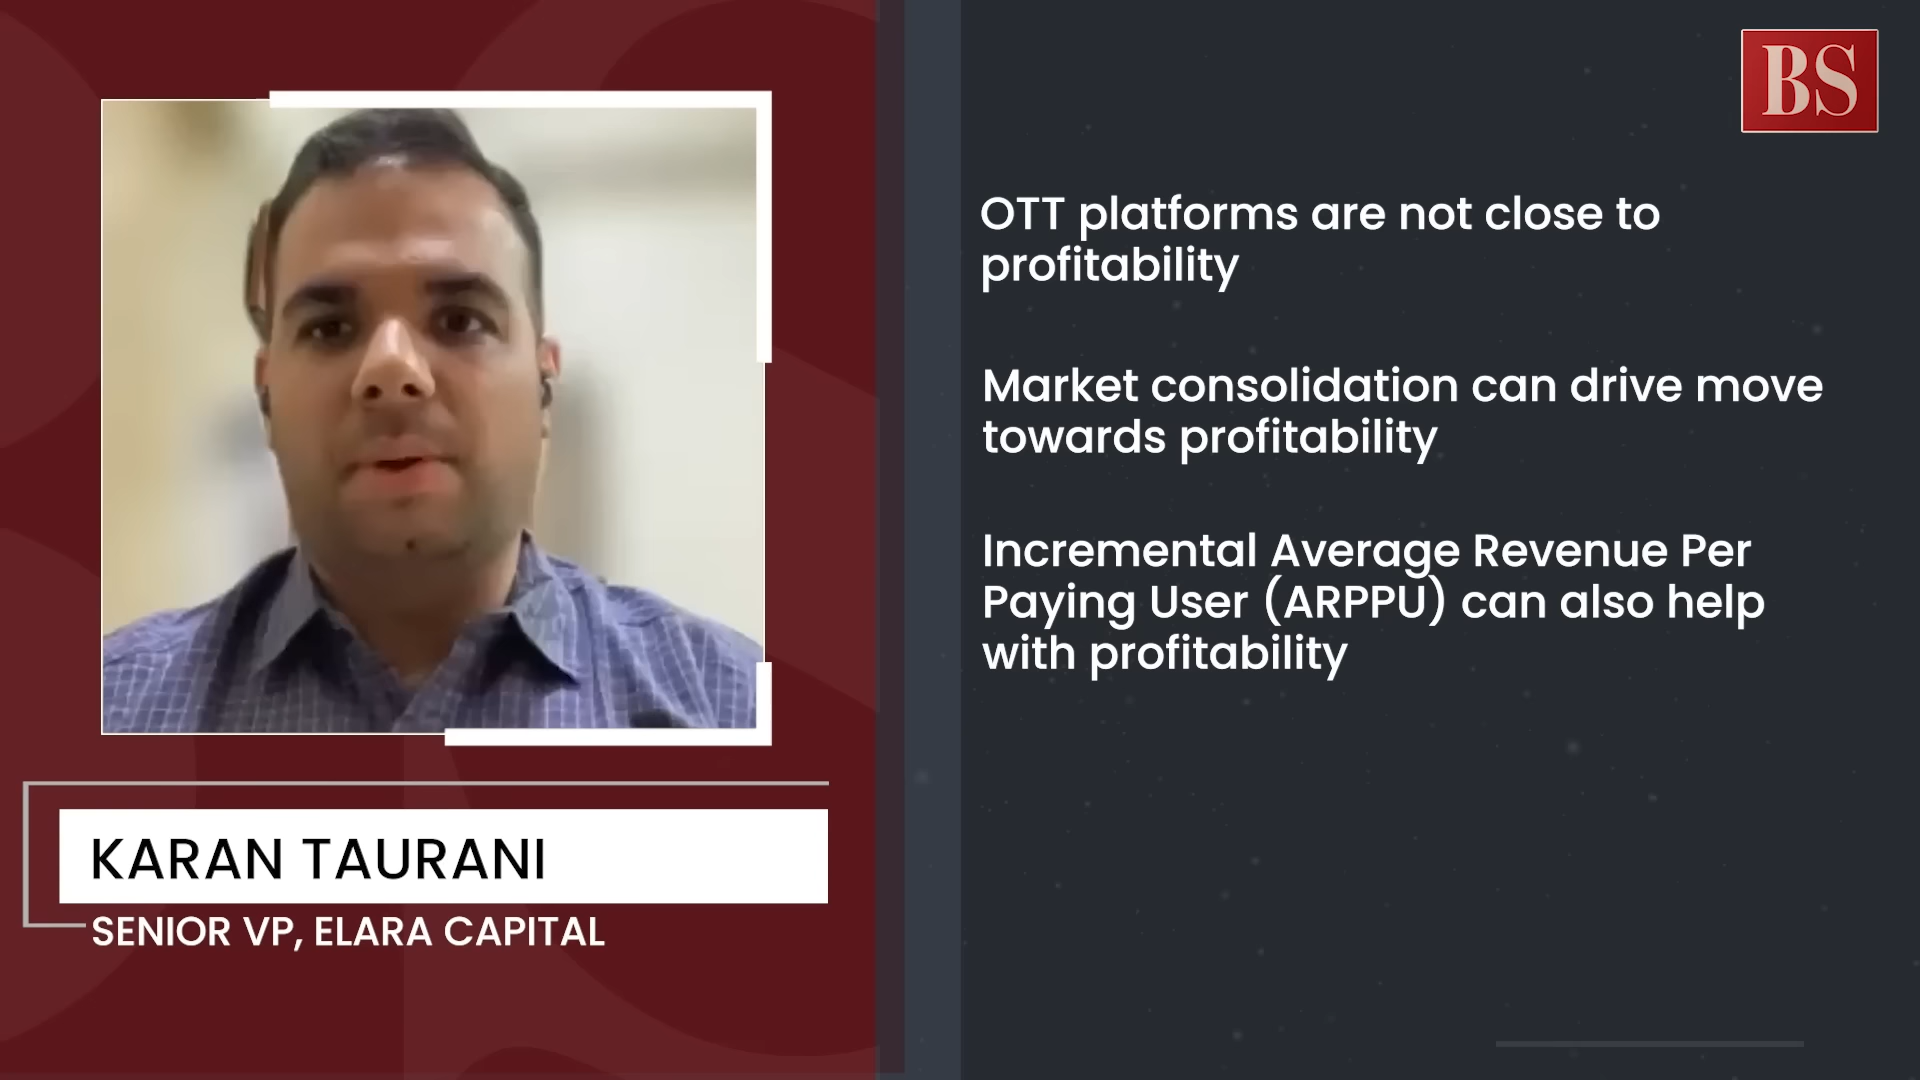 BS
OTT platforms are not close to
profitability
Market consolidation can drive move
towards profitability
Incremental Average Revenue Per
Paying User (ARPPU) can also help
with profitability
KARAN TAURANI
SENIOR VP, ELARA CAPITAL